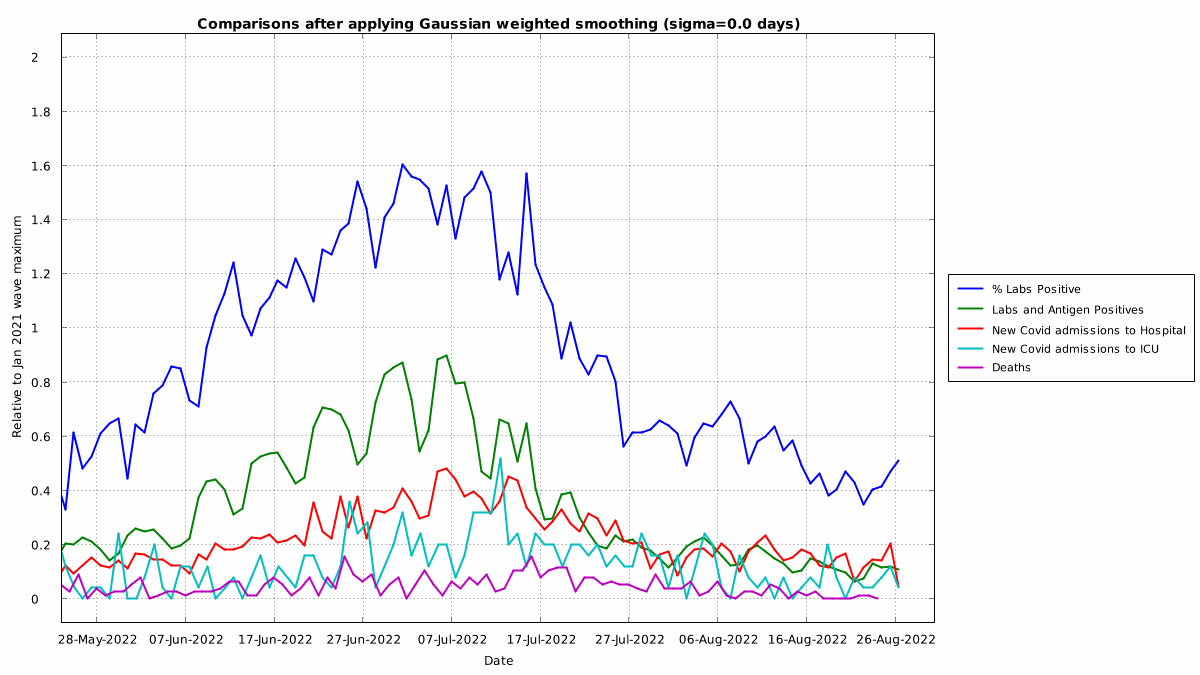 Comparisons after applying Gaussian weighted smoothing (sigma=0.0 days)
Relative to Jan 2021 wave maximum
2
1.8
1.6
1.4
1.2
1
0.8
0.6
0.4
0.2
0
28-May-2022 07-Jun-2022 17-Jun-2022 27-Jun-2022 07-Jul-2022 17-Jul-2022 27-Jul-2022 06-Aug-2022 16-Aug-2022 26-Aug-2022
Date
% Labs Positive
Labs and Antigen Positives
New Covid admissions to Hospital
New Covid admissions to ICU
Deaths